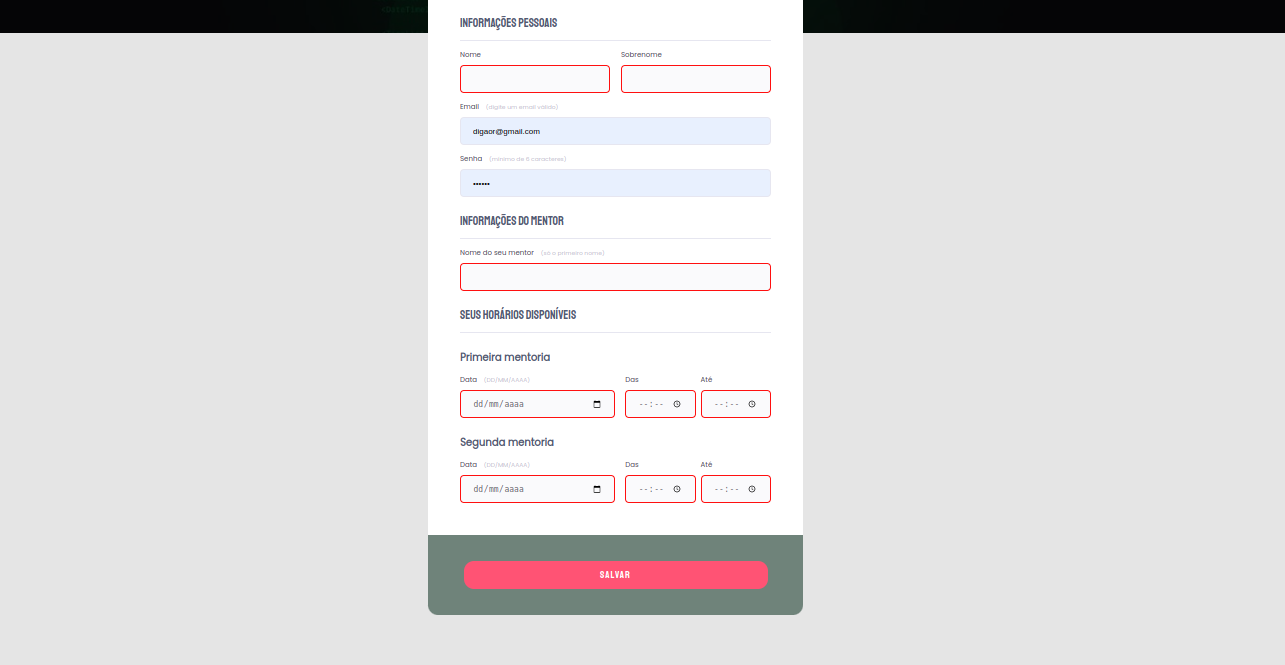 INFORMAÇÕES PESSOAIS
Nome Sobrenome
Email (digite um email válido)
digaor@gmail.com
Senha (mínimo de 6 caracteres)
••••••
INFORMAÇÕES DO MENTOR
Nome do seu mentor (só o primeiro nome)
SEUS HORÁRIOS DISPONÍVEIS
Primeira mentoria
Data (DD/MM/AAAA) Das Até
dd/mm/aaaa --:-- --:--
Segunda mentoria
Data (DD/MM/AAAA) Das Até
dd/mm/aaaa --:-- --:--
SALVAR